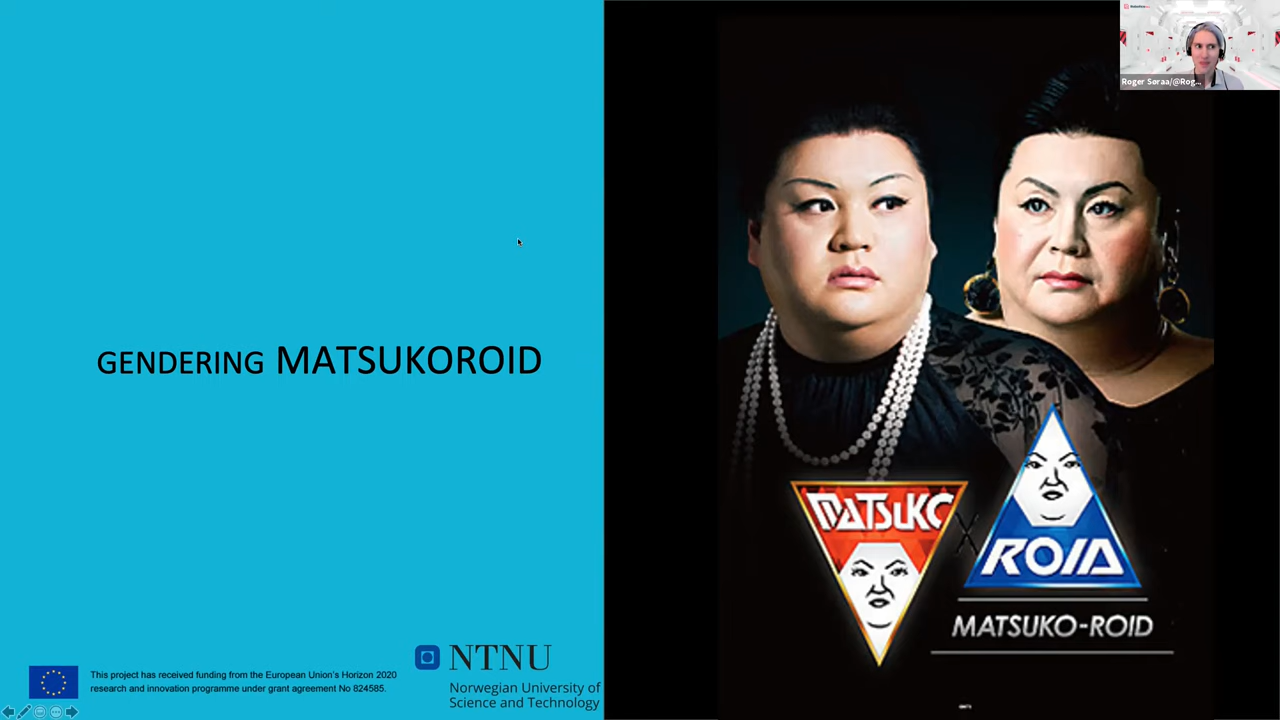 GENDERING MATSUKOROID
This project has received funding from the European Union's Horizon 2020
research and innovation programme under grant agreement No 824585.
NTNU
Norwegian University of
Science and Technology
Roger Søraa/@Rog...
MATSUKO
X
ROID
MATSUKO-ROID